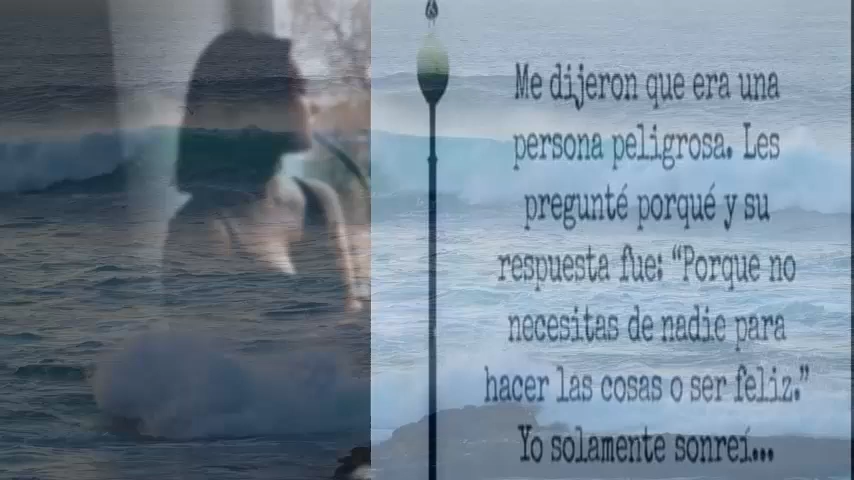 Me dijeron que era una
persona peligrosa. Les
pregunté porqué y su
respuesta fue: “Porque no
necesitas de nadie para
hacer las cosas o ser feliz.”
Yo solamente sonreí...